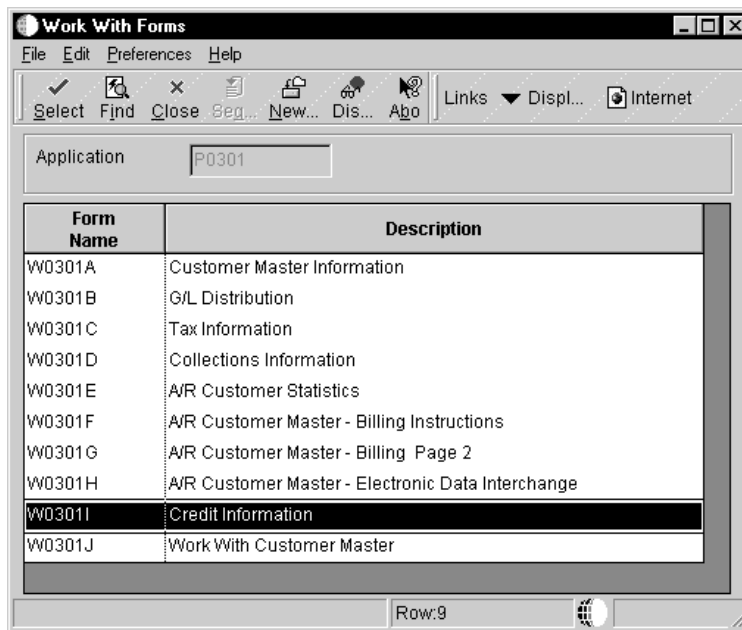 Work With Forms
File Edit Preferences Help
Select Find Close Seq... New... Dis... Abo Links Displ... Internet
Application P0301
Form Name Description
W0301A Customer Master Information
W0301B G/L Distribution
W0301C Tax Information
W0301D Collections Information
W0301E A/R Customer Statistics
W0301F A/R Customer Master - Billing Instructions
W0301G A/R Customer Master - Billing Page 2
W0301H A/R Customer Master - Electronic Data Interchange
W0301I Credit Information
W0301J Work With Customer Master
Row:9